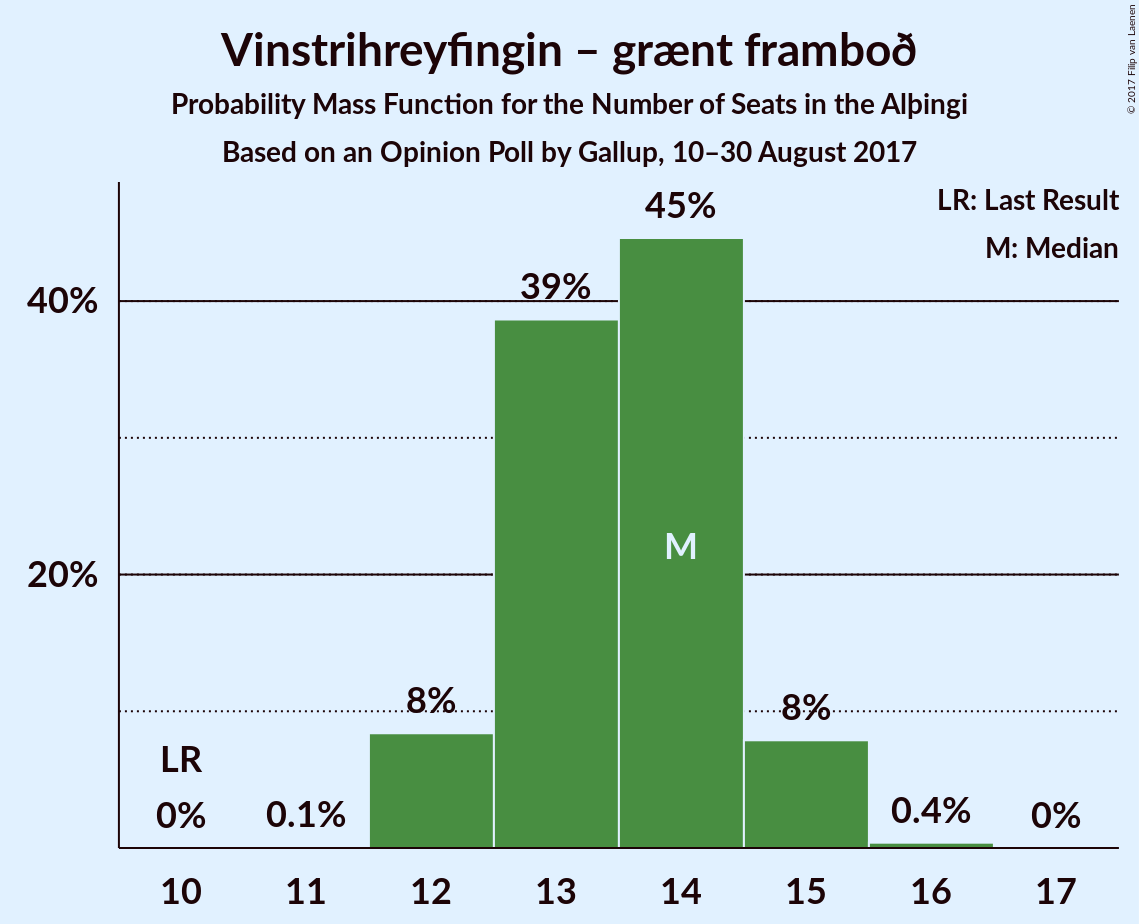 Vinstrihreyfingin – grænt framboð
Probability Mass Function for the Number of Seats in the Alþingi
Based on an Opinion Poll by Gallup, 10–30 August 2017
© 2017 Filip van Laenen
LR: Last Result
M: Median
45%
39%
40%
M
20%
8%
8%
LR
0%
0.1%
0.4%
0%
10
11
12
13
14
15
16
17